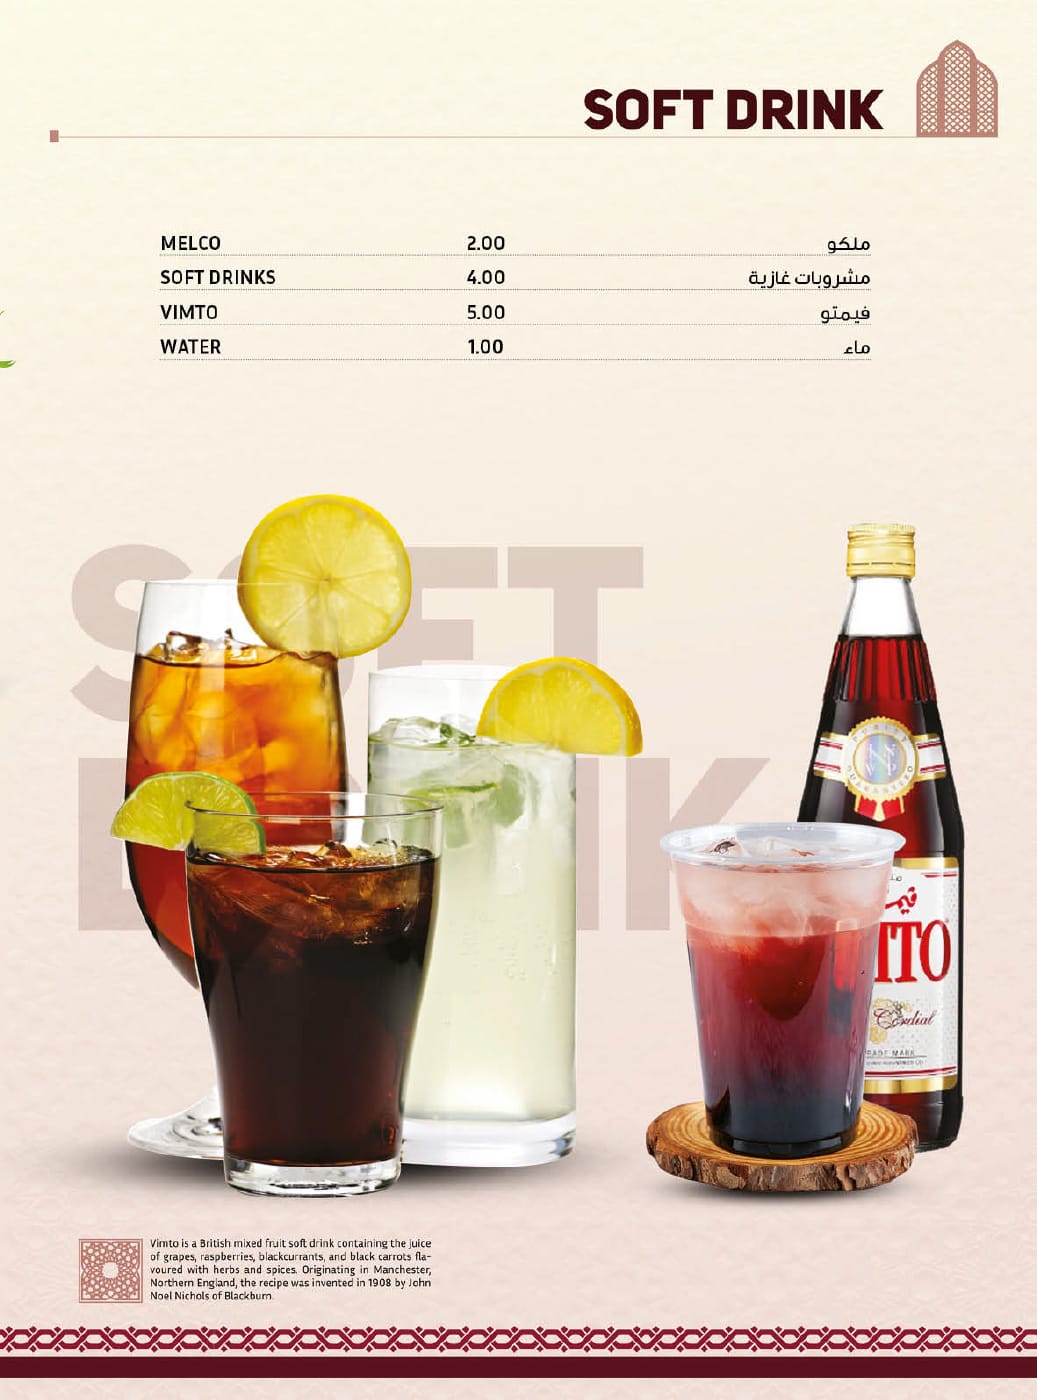 SOFT DRINK
MELCO 2.00 ملكو
SOFT DRINKS 4.00 مشروبات غازية
VIMTO 5.00 فيمتو
WATER 1.00 ماء
SOFT
PURITY
GUARANTEED
MTO
Cordial
TRADE MARK
Vimto is a British mixed fruit soft drink containing the juice
of grapes, raspberries, blackcurrants, and black carrots fla-
voured with herbs and spices. Originating in Manchester,
Northern England, the recipe was invented in 1908 by John
Noel Nichols of Blackburn.